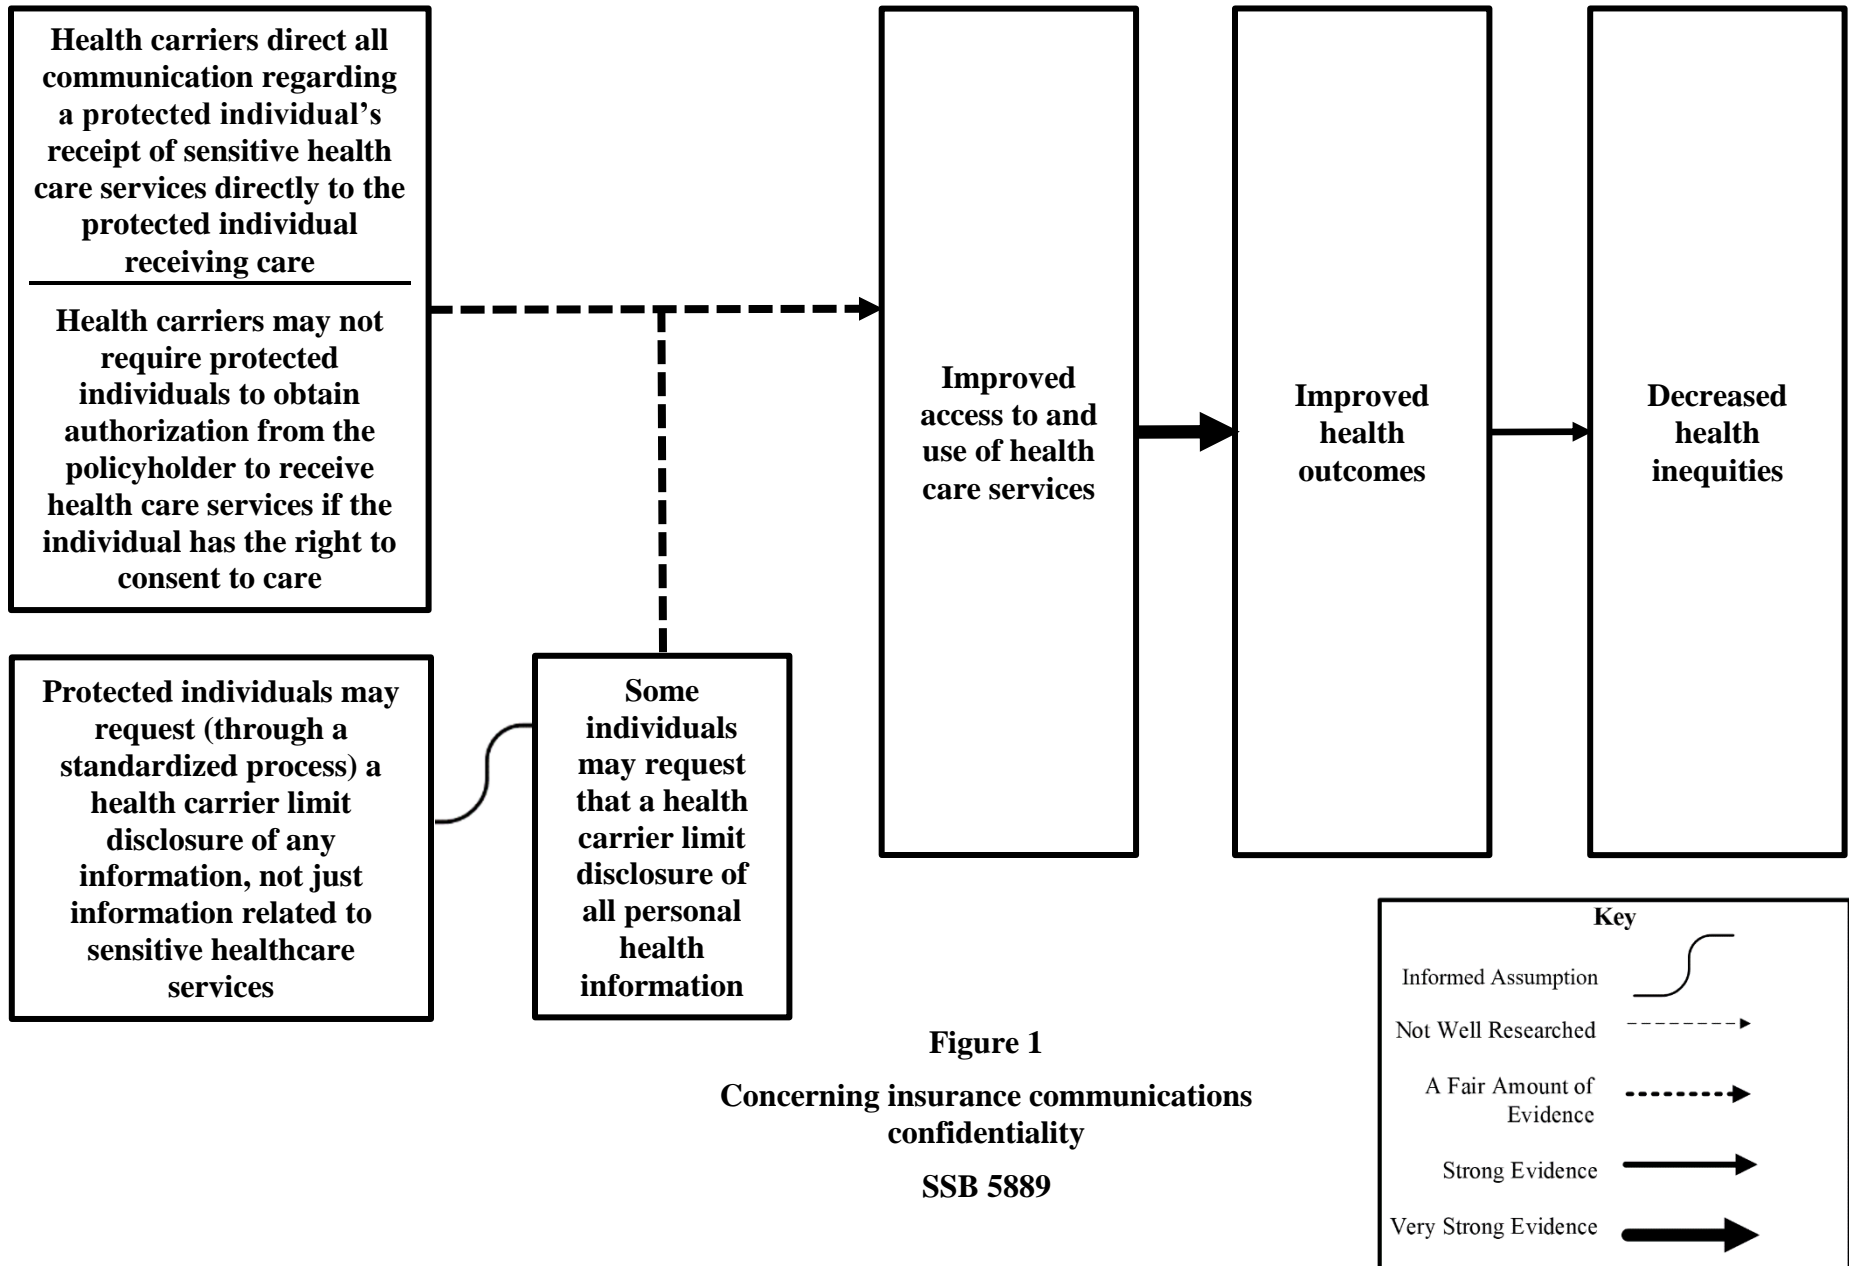 Health carriers direct all
communication regarding
a protected individual’s
receipt of sensitive health
care services directly to the
protected individual
receiving care
Health carriers may not
require protected
individuals to obtain
authorization from the
policyholder to receive
health care services if the
individual has the right to
consent to care
Protected individuals may
request (through a
standardized process) a
health carrier limit
disclosure of any
information, not just
information related to
sensitive healthcare
services
Some
individuals
may request
that a health
carrier limit
disclosure of
all personal
health
information
Improved
access to and
use of health
care services
Improved
health
outcomes
Decreased
health
inequities
Figure 1
Concerning insurance communications
confidentiality
SSB 5889
Key
Informed Assumption
Not Well Researched
A Fair Amount of
Evidence
Strong Evidence
Very Strong Evidence